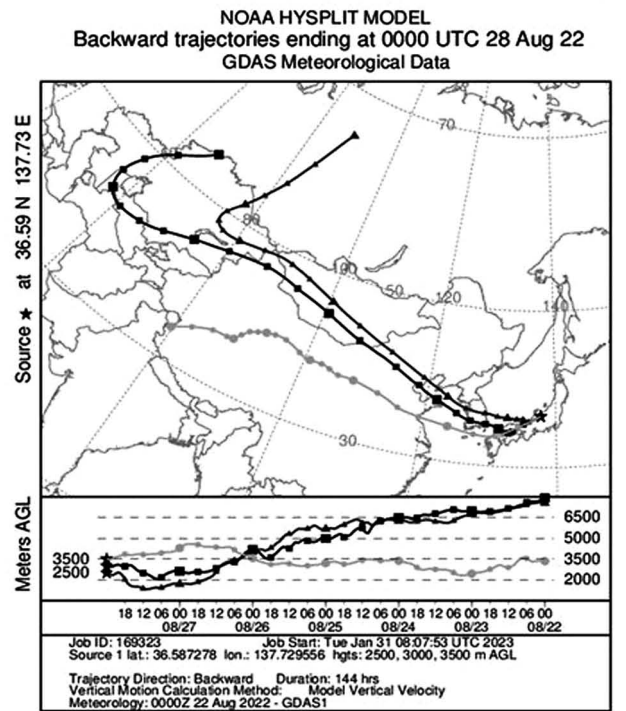 NOAA HYSPLIT MODEL
Backward trajectories ending at 0000 UTC 28 Aug 22
GDAS Meteorological Data
Source ★ at 36.59 N 137.73 E
70
80
100
50
120
140
30
Meters AGL
3500
2500
6500
5000
3500
2000
18 12 06 00 18 12 06 00 18 12 06 00 18 12 06 00 18 12 06 00 18 12 06 00
08/27 08/26 08/25 08/24 08/23 08/22
Job ID: 169323 Job Start: Tue Jan 31 08:07:53 UTC 2023
Source 1 lat.: 36.587278 lon.: 137.729556 hgts: 2500, 3000, 3500 m AGL
Trajectory Direction: Backward Duration: 144 hrs
Vertical Motion Calculation Method: Model Vertical Velocity
Meteorology: 0000Z 22 Aug 2022 - GDAS1